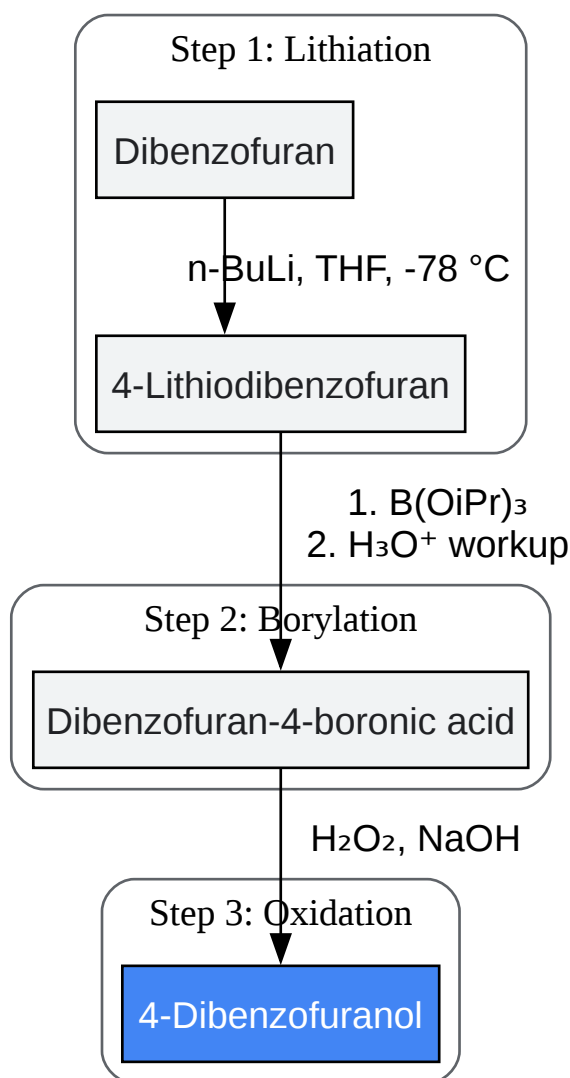 Step 1: Lithiation
Dibenzofuran
n-BuLi, THF, -78 °C
4-Lithiodibenzofuran
1. B(OiPr)₃
2. H₃O⁺ workup
Step 2: Borylation
Dibenzofuran-4-boronic acid
H₂O₂, NaOH
Step 3: Oxidation
4-Dibenzofuranol